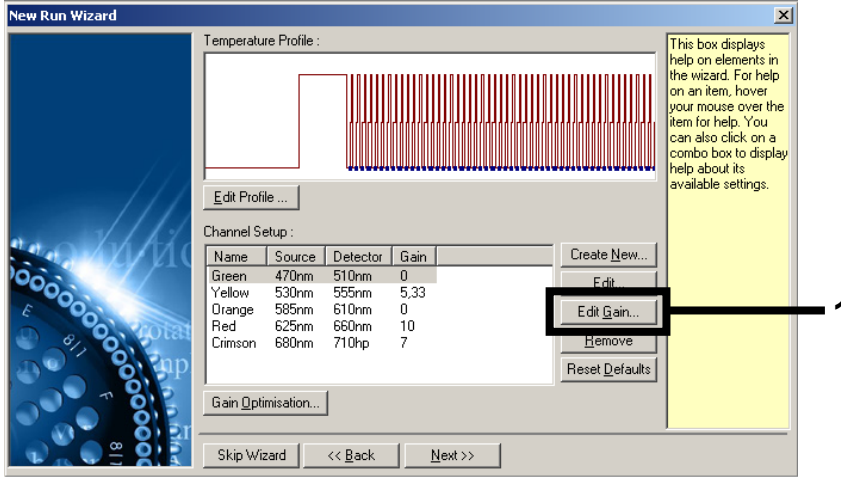 New Run Wizard
Temperature Profile :
Edit Profile ...
Channel Setup :
Name Source Detector Gain
Green 470nm 510nm 0
Yellow 530nm 555nm 5,33
Orange 585nm 610nm 0
Red 625nm 660nm 10
Crimson 680nm 710hp 7
Create New...
Edit...
Edit Gain...
Remove
Reset Defaults
Gain Optimisation...
Skip Wizard
<< Back
Next >>
This box displays
help on elements in
the wizard. For help
on an item, hover
your mouse over the
item for help. You
can also click on a
combo box to display
help about its
available settings.